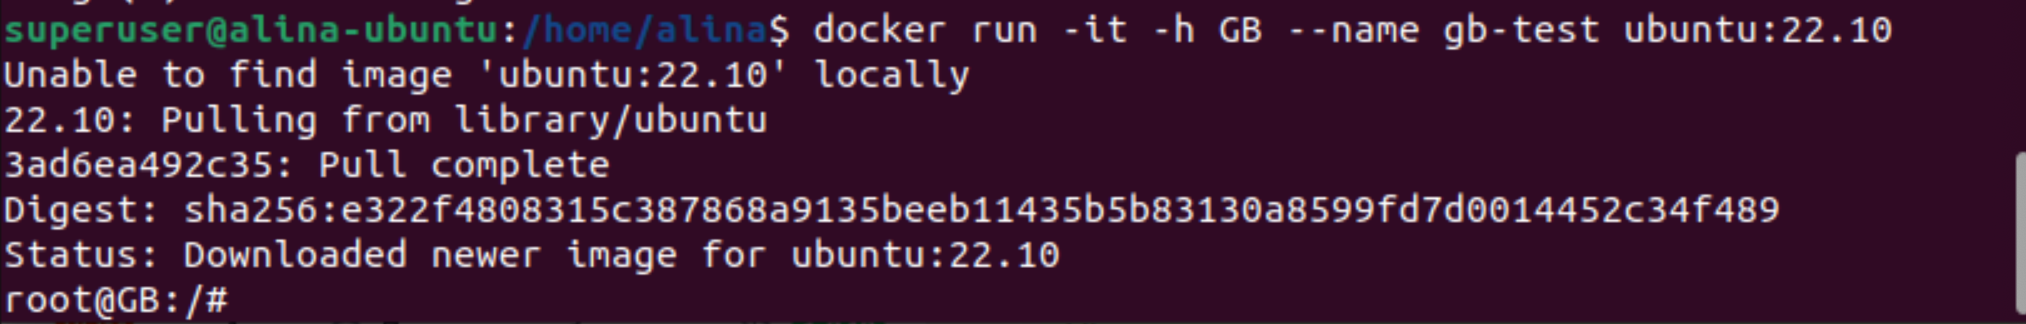 superuser@alina-ubuntu:/home/alina$ docker run -it -h GB --name gb-test ubuntu:22.10
Unable to find image 'ubuntu:22.10' locally
22.10: Pulling from library/ubuntu
3ad6ea492c35: Pull complete
Digest: sha256:e322f4808315c387868a9135beeb11435b5b83130a8599fd7d0014452c34f489
Status: Downloaded newer image for ubuntu:22.10
root@GB:/#